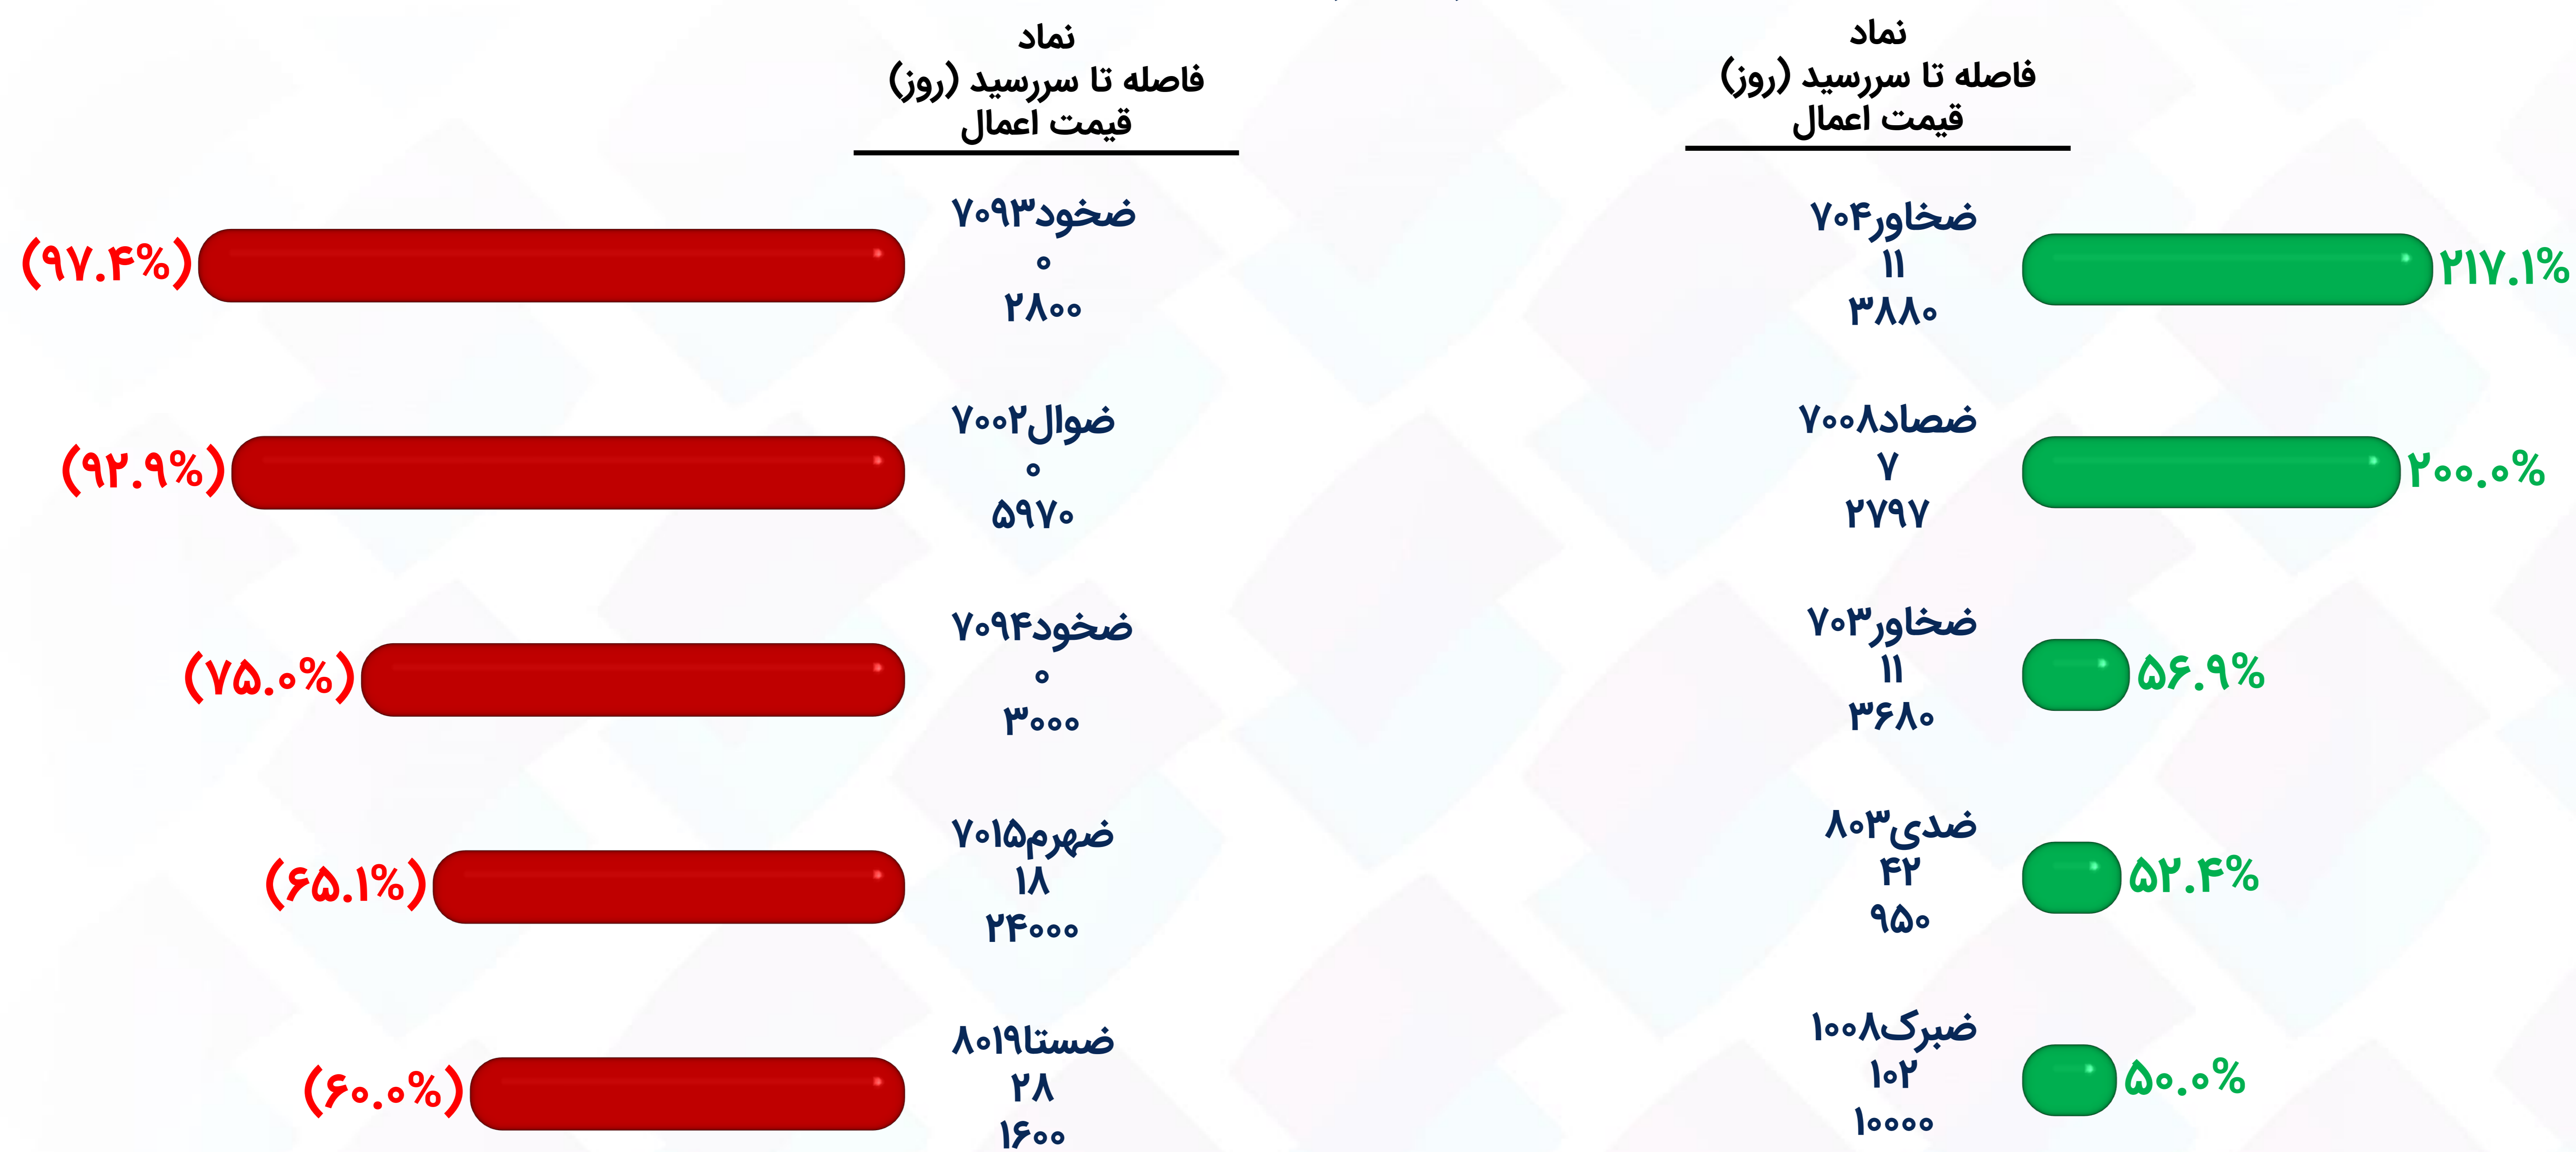 نماد
فاصله تا سررسید (روز)
قیمت اعمال
ضخاور۷۰۴
۱۱
۳۸۸۰
۲۱۷.۱%
ضصاد۷۰۰۸
۷
۲۷۹۷
۲۰۰.۰%
ضخاور۷۰۳
۱۱
۳۶۸۰
۵۶.۹%
ضدی۸۰۳
۴۲
۹۵۰
۵۲.۴%
ضبرک۱۰۰۸
۱۰۲
۱۰۰۰۰
۵۰.۰%
نماد
فاصله تا سررسید (روز)
قیمت اعمال
ضخود۷۰۹۳
۰
۲۸۰۰
(۹۷.۴%)
ضوال۷۰۰۲
۰
۵۹۷۰
(۹۲.۹%)
ضخود۷۰۹۴
۰
۳۰۰۰
(۷۵.۰%)
ضهرم۷۰۱۵
۱۸
۲۴۰۰۰
(۶۵.۱%)
ضستا۸۰۱۹
۲۸
۱۶۰۰
(۶۰.۰%)